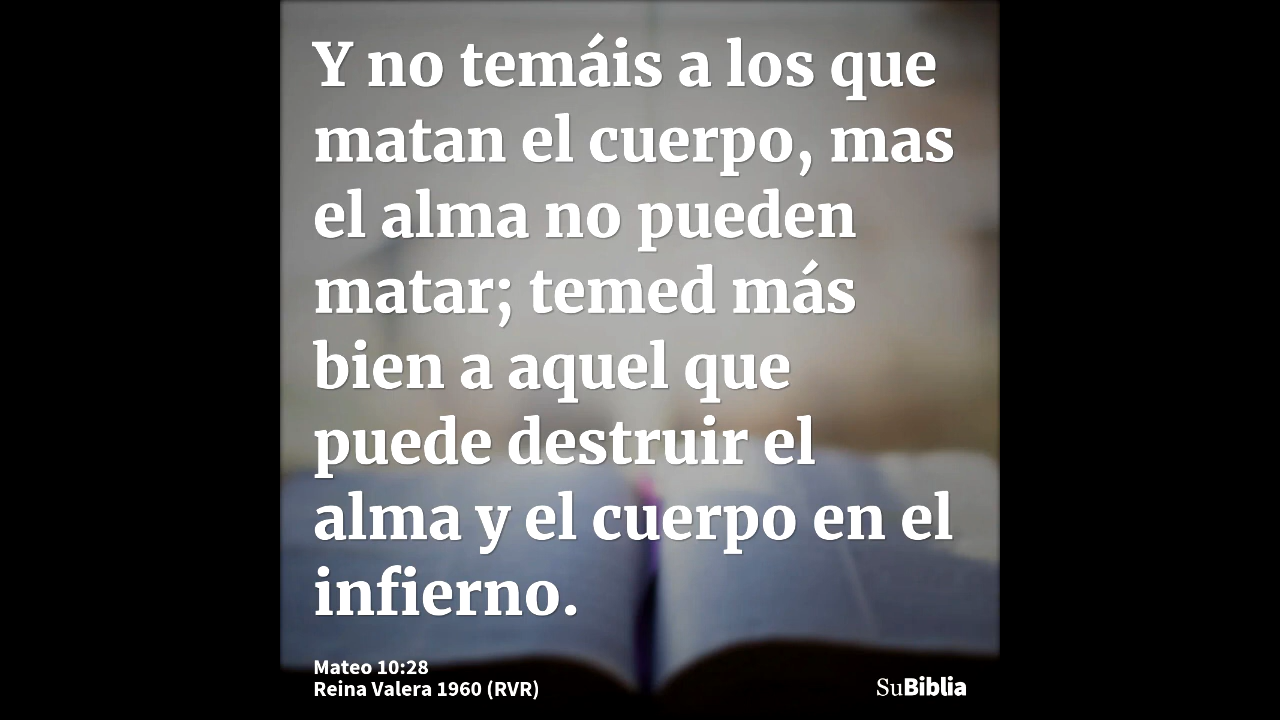 Y no temáis a los que
matan el cuerpo, mas
el alma no pueden
matar; temed más
bien a aquel que
puede destruir el
alma y el cuerpo en el
infierno.
Mateo 10:28
Reina Valera 1960 (RVR)
SuBiblia